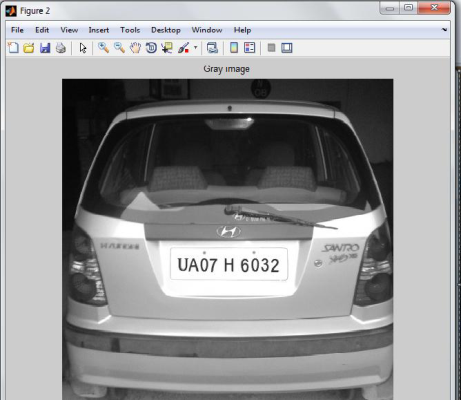 Figure 2
File Edit View Insert Tools Desktop Window Help
Gray image
SANTRO
UA07 H 6032